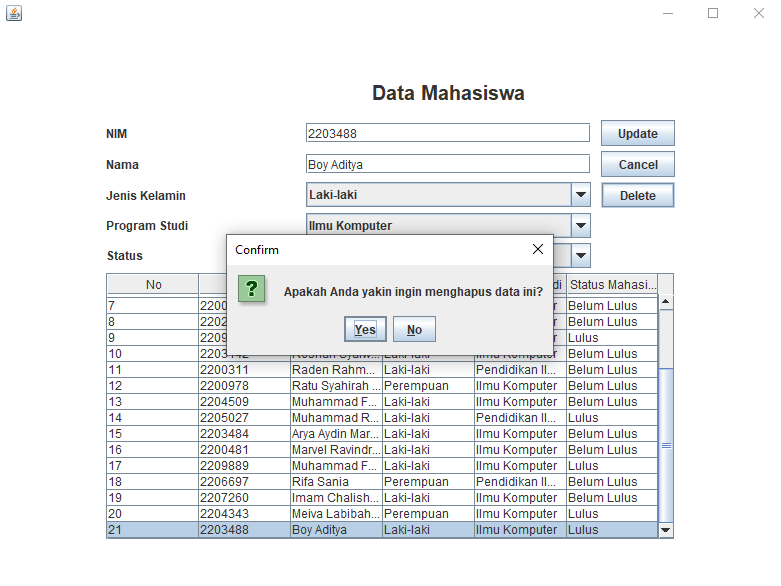 Data Mahasiswa
NIM 2203488 Update
Nama Boy Aditya Cancel
Jenis Kelamin Laki-laki Delete
Program Studi Ilmu Komputer
Status
Confirm
Apakah Anda yakin ingin menghapus data ini?
Yes No
No di Status Mahasi...
7 2200 Belum Lulus
8 2202 Belum Lulus
9 2209 Lulus
10 Laki-laki Ilmu Komputer Belum Lulus
11 2200311 Raden Rahm... Laki-laki Pendidikan Il... Belum Lulus
12 2200978 Ratu Syahirah ... Perempuan Ilmu Komputer Belum Lulus
13 2204509 Muhammad F... Laki-laki Ilmu Komputer Belum Lulus
14 2205027 Muhammad R... Laki-laki Pendidikan Il... Lulus
15 2203484 Arya Aydin Mar... Laki-laki Ilmu Komputer Belum Lulus
16 2200481 Marvel Ravindr... Laki-laki Ilmu Komputer Belum Lulus
17 2209889 Muhammad F... Laki-laki Ilmu Komputer Lulus
18 2206697 Rifa Sania Perempuan Pendidikan Il... Belum Lulus
19 2207260 Imam Chalish... Laki-laki Ilmu Komputer Belum Lulus
20 2204343 Meiva Labibah... Perempuan Ilmu Komputer Lulus
21 2203488 Boy Aditya Laki-laki Ilmu Komputer Lulus